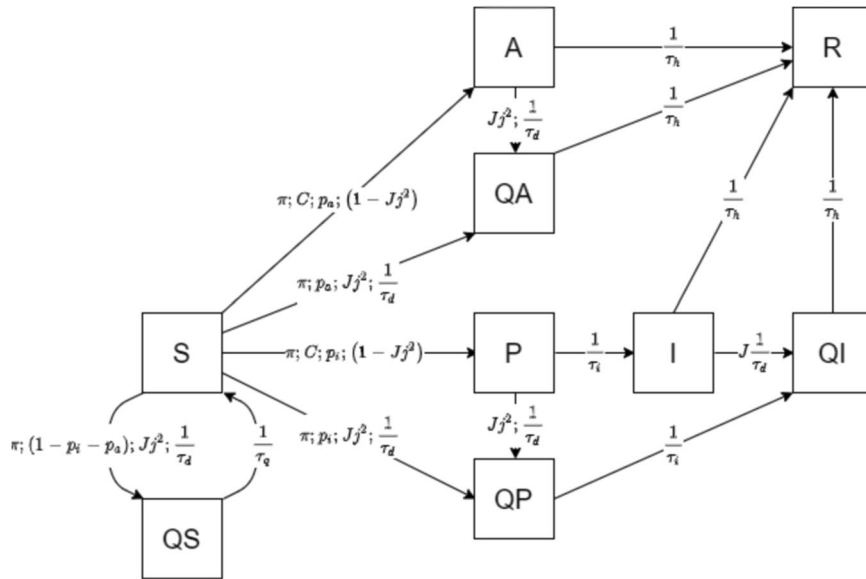 A
1/τ_h
R
Jj²; 1/τ_d
1/τ_h
QA
π; C; p_a; (1 − Jj²)
1/τ_h
1/τ_h
π; p_a; Jj²; 1/τ_d
S
π; C; p_i; (1 − Jj²)
P
1/τ_i
I
J 1/τ_d
QI
π; (1 − p_i − p_a); Jj²; 1/τ_d
1/τ_q
π; p_i; Jj²; 1/τ_d
Jj²; 1/τ_d
1/τ_i
QP
QS